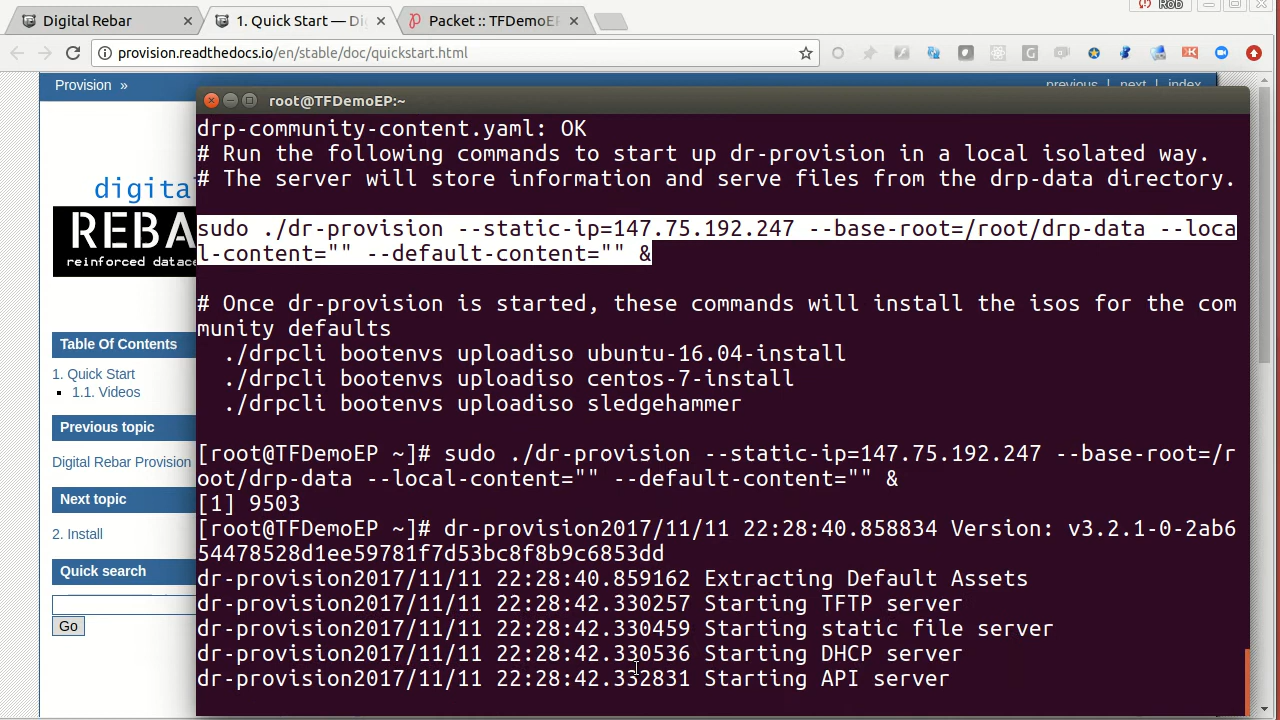 Rob
Digital Rebar
1. Quick Start — Di
Packet :: TFDemoEP
provision.readthedocs.io/en/stable/doc/quickstart.html
Provision »
previous | next | index
root@TFDemoEP:~
digita
REBA
reinforced datac
Table Of Contents
1. Quick Start
1.1. Videos
Previous topic
Digital Rebar Provision
Next topic
2. Install
Quick search
Go
drp-community-content.yaml: OK
# Run the following commands to start up dr-provision in a local isolated way.
# The server will store information and serve files from the drp-data directory.
sudo ./dr-provision --static-ip=147.75.192.247 --base-root=/root/drp-data --loca
l-content="" --default-content="" &
# Once dr-provision is started, these commands will install the isos for the com
munity defaults
./drpcli bootenvs uploadiso ubuntu-16.04-install
./drpcli bootenvs uploadiso centos-7-install
./drpcli bootenvs uploadiso sledgehammer
[root@TFDemoEP ~]# sudo ./dr-provision --static-ip=147.75.192.247 --base-root=/r
oot/drp-data --local-content="" --default-content="" &
[1] 9503
[root@TFDemoEP ~]# dr-provision2017/11/11 22:28:40.858834 Version: v3.2.1-0-2ab6
54478528d1ee59781f7d53bc8f8b9c6853dd
dr-provision2017/11/11 22:28:40.859162 Extracting Default Assets
dr-provision2017/11/11 22:28:42.330257 Starting TFTP server
dr-provision2017/11/11 22:28:42.330459 Starting static file server
dr-provision2017/11/11 22:28:42.330536 Starting DHCP server
dr-provision2017/11/11 22:28:42.332831 Starting API server